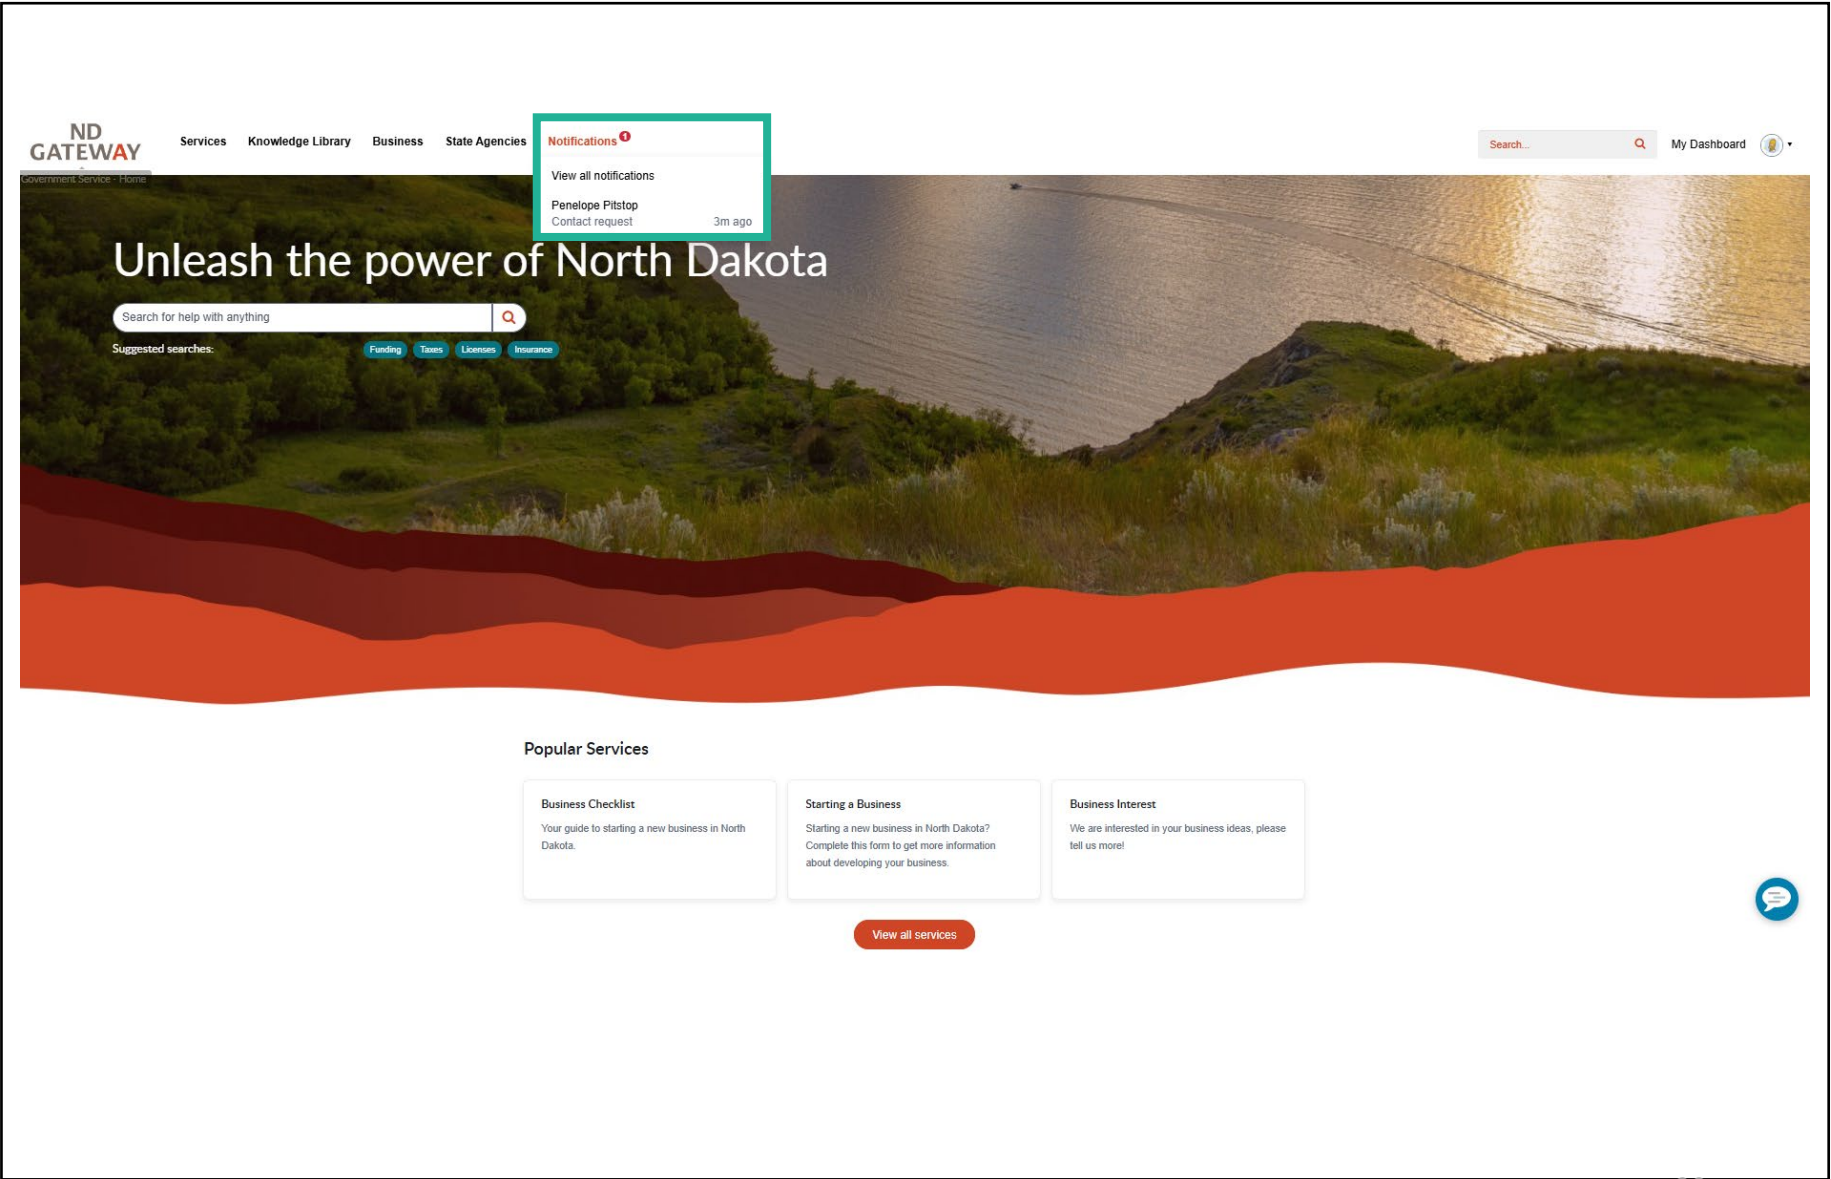 ND
GATEWAY
Services
Knowledge Library
Business
State Agencies
Notifications 1
Search...
My Dashboard
Government Service - Home
View all notifications
Penelope Pitstop
Contact request 3m ago
Unleash the power of North Dakota
Search for help with anything
Suggested searches:
Funding
Taxes
Licenses
Insurance
Popular Services
Business Checklist
Your guide to starting a new business in North
Dakota.
Starting a Business
Starting a new business in North Dakota?
Complete this form to get more information
about developing your business.
Business Interest
We are interested in your business ideas, please
tell us more!
View all services